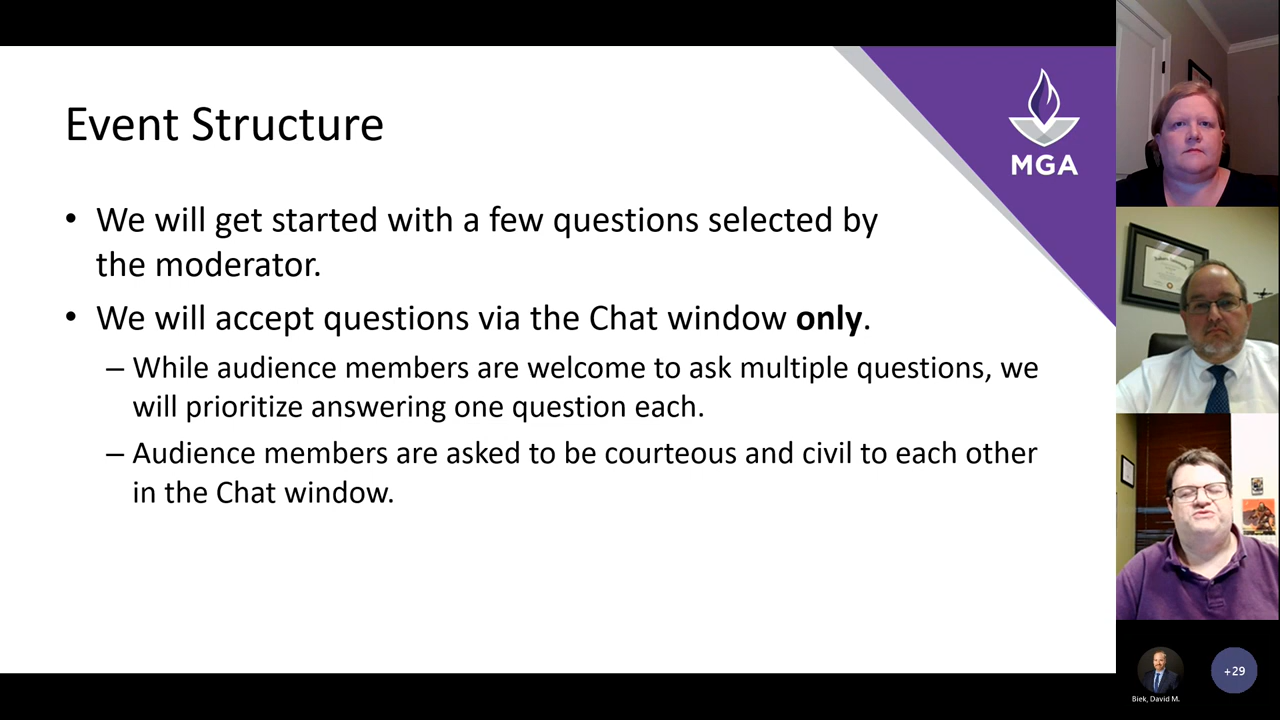 Event Structure
MGA
• We will get started with a few questions selected by
the moderator.
• We will accept questions via the Chat window only.
– While audience members are welcome to ask multiple questions, we
will prioritize answering one question each.
– Audience members are asked to be courteous and civil to each other
in the Chat window.
Biek, David M.
+29